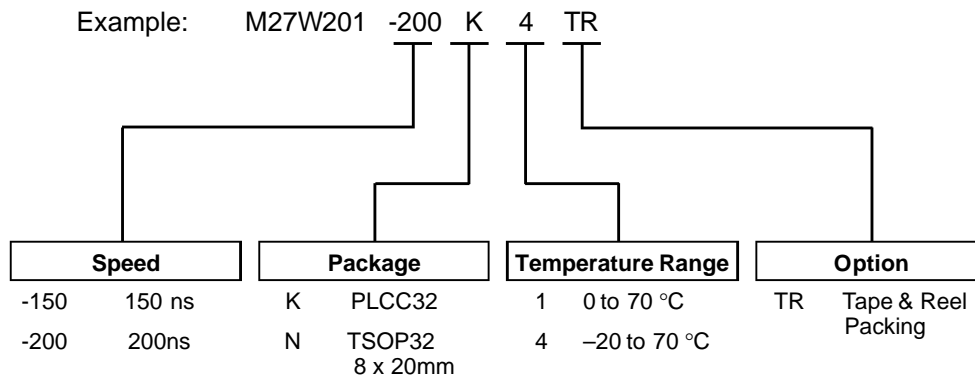 Example: M27W201 -200 K 4 TR
Speed
-150 150 ns
-200 200ns
Package
K PLCC32
N TSOP32
8 x 20mm
Temperature Range
1 0 to 70 °C
4 –20 to 70 °C
Option
TR Tape & Reel
Packing